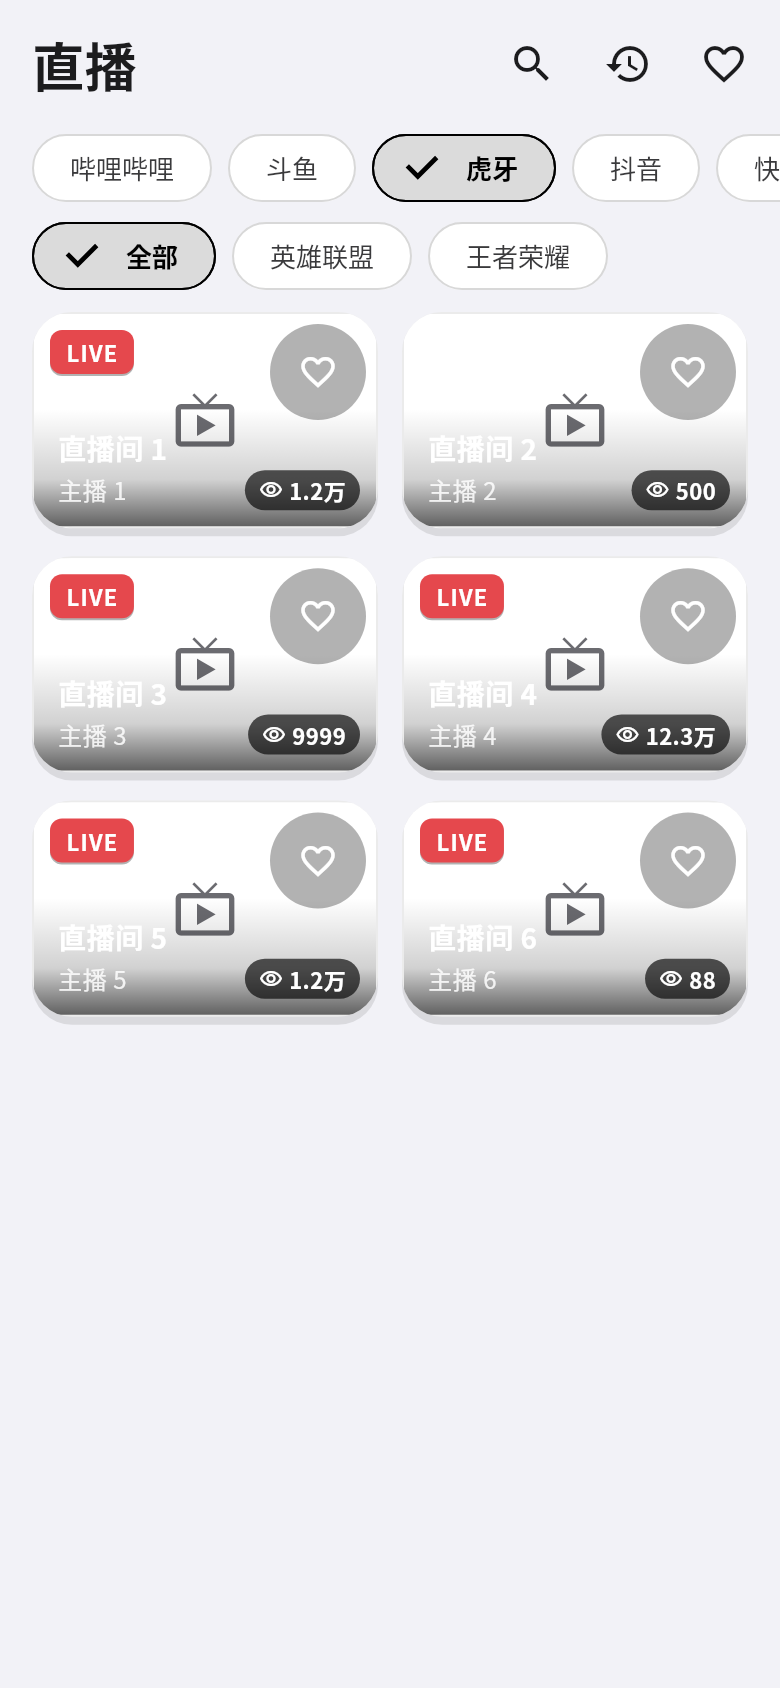 直播
哔哩哔哩 斗鱼 虎牙 抖音 快
全部 英雄联盟 王者荣耀
LIVE
直播间 1
主播 1 1.2万
直播间 2
主播 2 500
LIVE
直播间 3
主播 3 9999
LIVE
直播间 4
主播 4 12.3万
LIVE
直播间 5
主播 5 1.2万
LIVE
直播间 6
主播 6 88